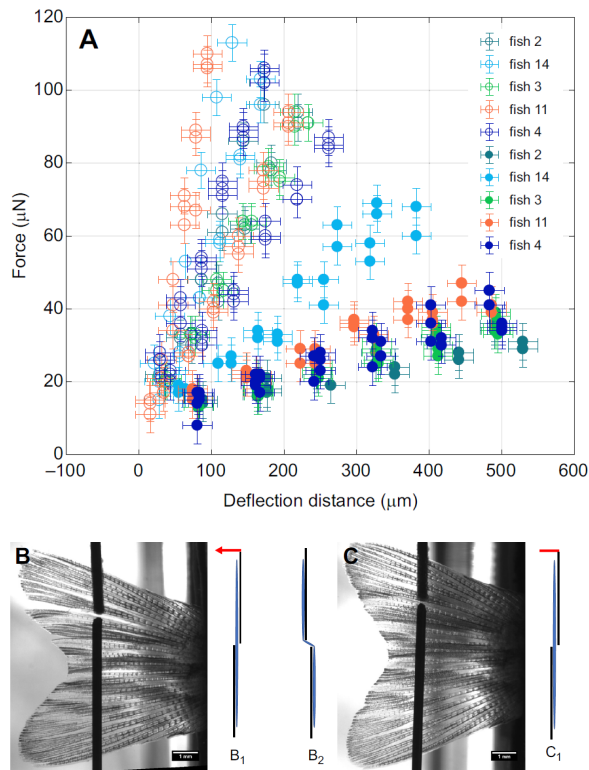 A
120
100
80
60
40
20
0
Force (μN)
–100
0
100
200
300
400
500
600
Deflection distance (μm)
fish 2
fish 14
fish 3
fish 11
fish 4
fish 2
fish 14
fish 3
fish 11
fish 4
B
1 mm
B1
B2
C
1 mm
C1